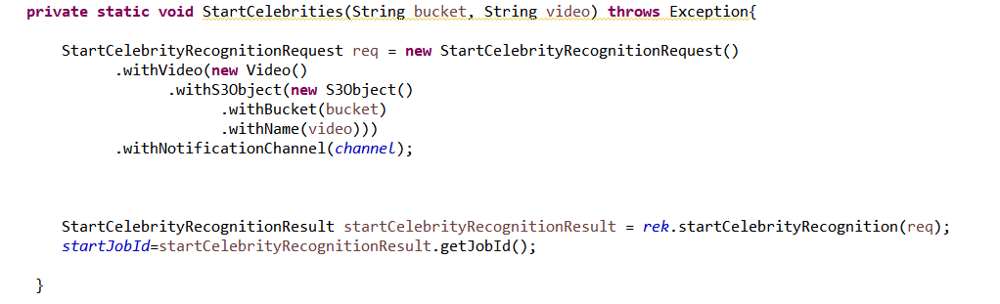 private static void StartCelebrities(String bucket, String video) throws Exception{
StartCelebrityRecognitionRequest req = new StartCelebrityRecognitionRequest()
.withVideo(new Video()
.withS3Object(new S3Object()
.withBucket(bucket)
.withName(video)))
.withNotificationChannel(channel);
StartCelebrityRecognitionResult startCelebrityRecognitionResult = rek.startCelebrityRecognition(req);
startJobId=startCelebrityRecognitionResult.getJobId();
}